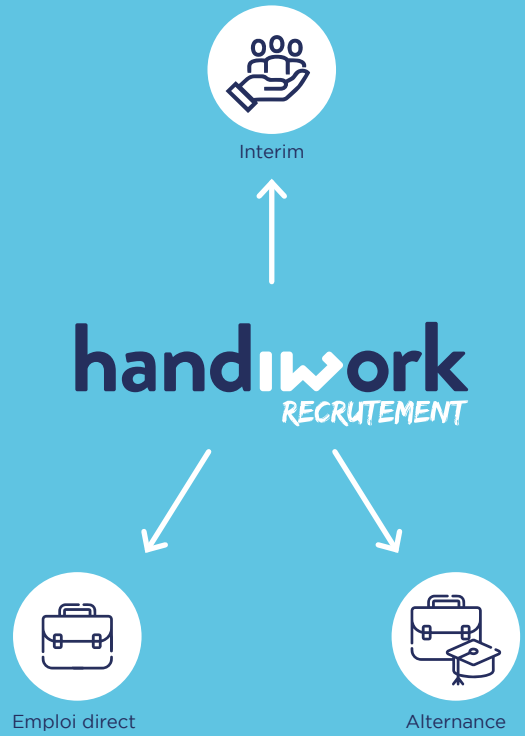 Interim
handiwork
RECRUTEMENT
Emploi direct
Alternance